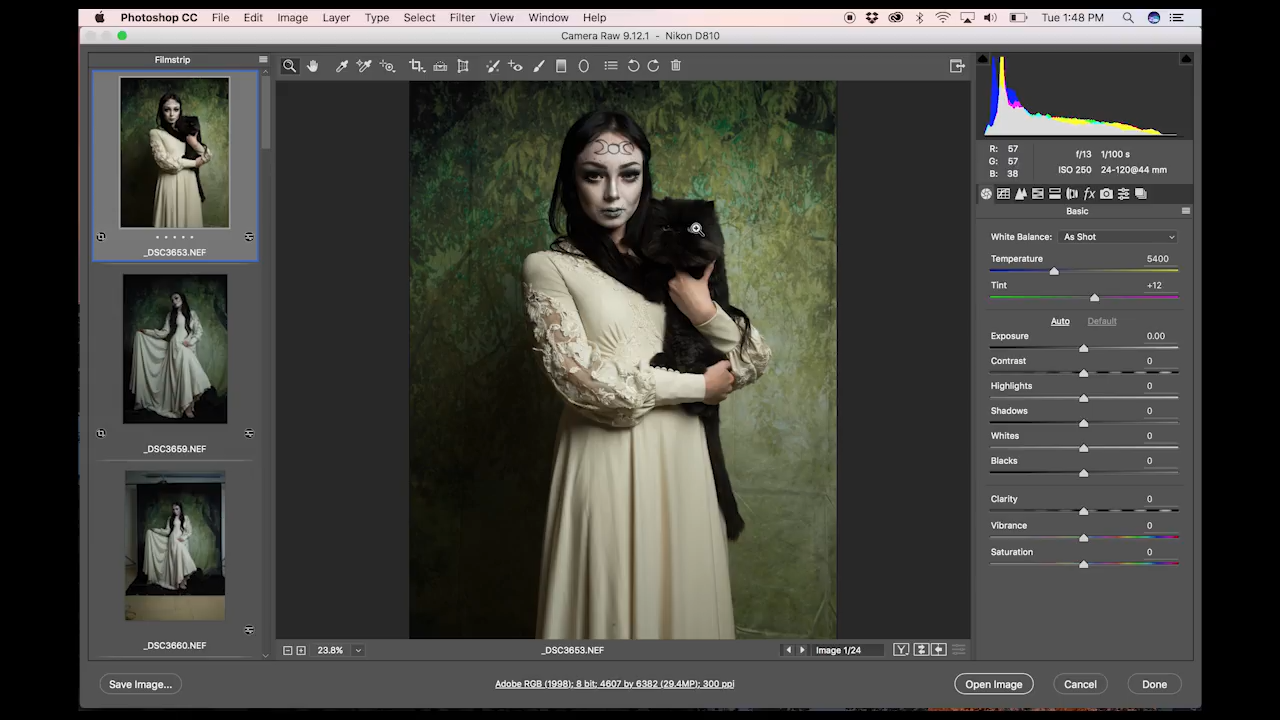 Photoshop CC File Edit Image Layer Type Select Filter View Window Help Tue 1:48 PM
Camera Raw 9.12.1 - Nikon D810
Filmstrip
_DSC3653.NEF
_DSC3659.NEF
_DSC3660.NEF
R: 57
G: 57
B: 38
f/13 1/100 s
ISO 250 24-120@44 mm
fx
Basic
White Balance: As Shot
Temperature 5400
Tint +12
Auto Default
Exposure 0.00
Contrast 0
Highlights 0
Shadows 0
Whites 0
Blacks 0
Clarity 0
Vibrance 0
Saturation 0
23.8% _DSC3653.NEF Image 1/24 Y
Save Image... Adobe RGB (1998); 8 bit; 4607 by 6382 (29.4MP); 300 ppi Open Image Cancel Done